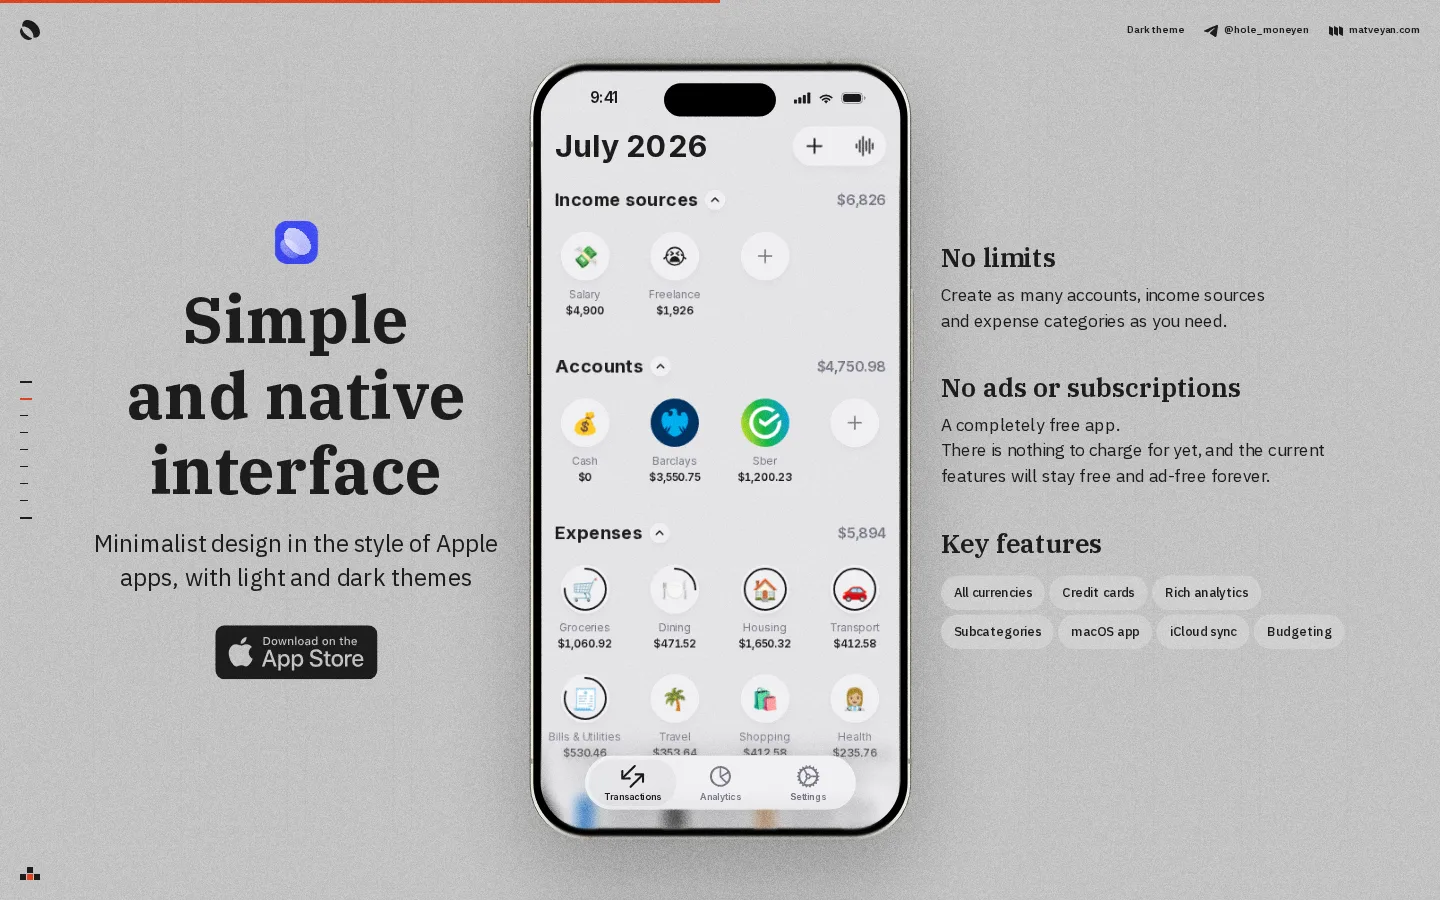 Dark theme
@hole_moneyen
matveyan.com
Simple
and native
interface
Minimalist design in the style of Apple
apps, with light and dark themes
Download on the
App Store
9:41
July 2026
Income sources
$6,826
Salary
$4,900
Freelance
$1,926
Accounts
$4,750.98
Cash
$0
Barclays
$3,550.75
Sber
$1,200.23
Expenses
$5,894
Groceries
$1,060.92
Dining
$471.52
Housing
$1,650.32
Transport
$412.58
Bills & Utilities
$530.46
Travel
$353.64
Shopping
$412.58
Health
$235.76
Transactions
Analytics
Settings
No limits
Create as many accounts, income sources
and expense categories as you need.
No ads or subscriptions
A completely free app.
There is nothing to charge for yet, and the current
features will stay free and ad-free forever.
Key features
All currencies
Credit cards
Rich analytics
Subcategories
macOS app
iCloud sync
Budgeting